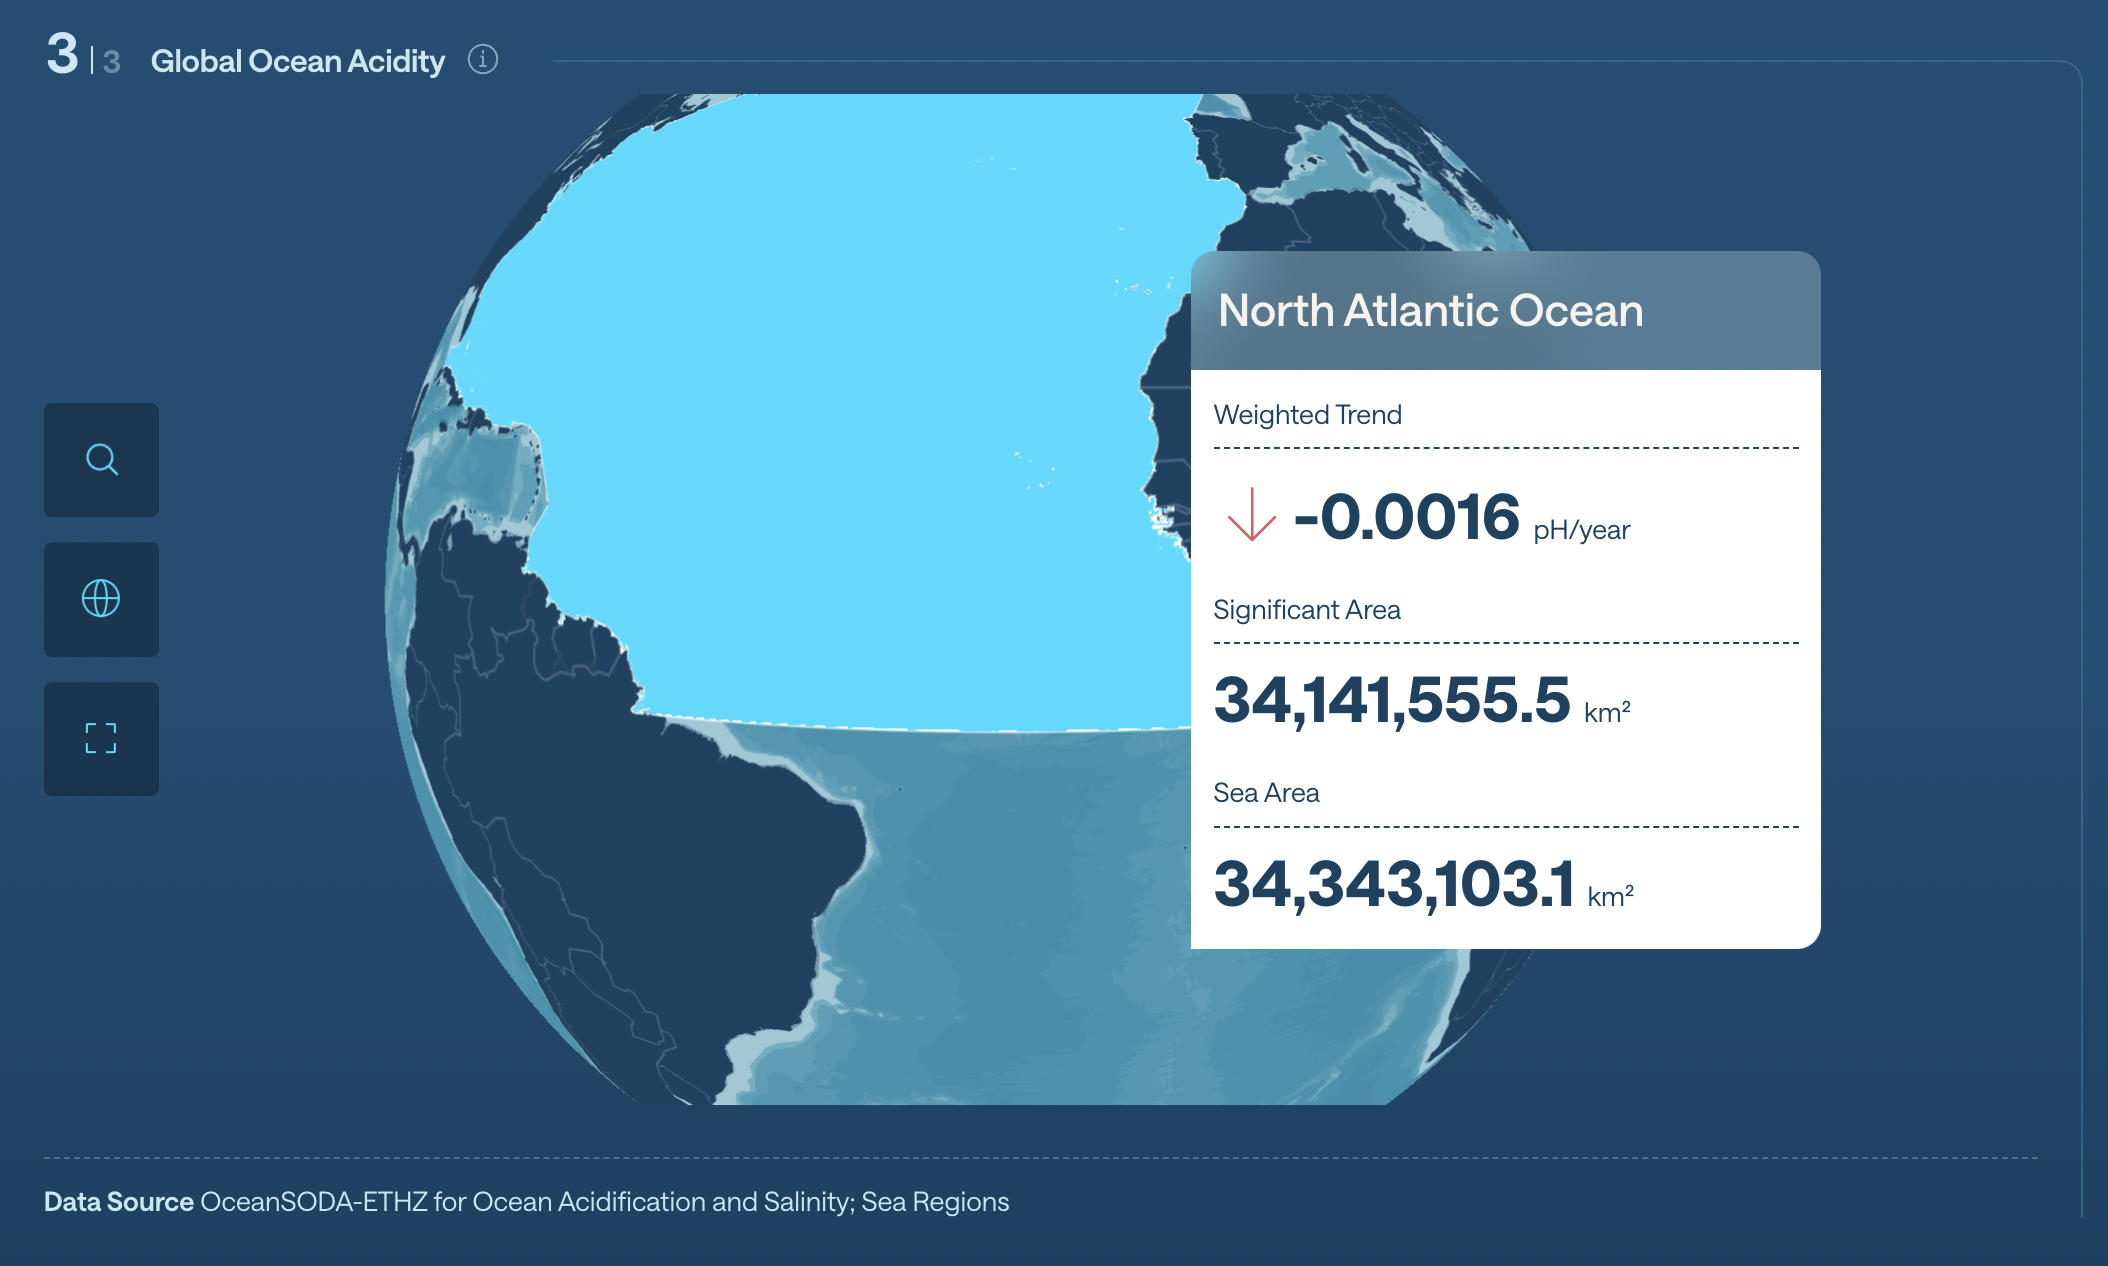 3 | 3 Global Ocean Acidity
North Atlantic Ocean
Weighted Trend
-0.0016 pH/year
Significant Area
34,141,555.5 km²
Sea Area
34,343,103.1 km²
Data Source OceanSODA-ETHZ for Ocean Acidification and Salinity; Sea Regions